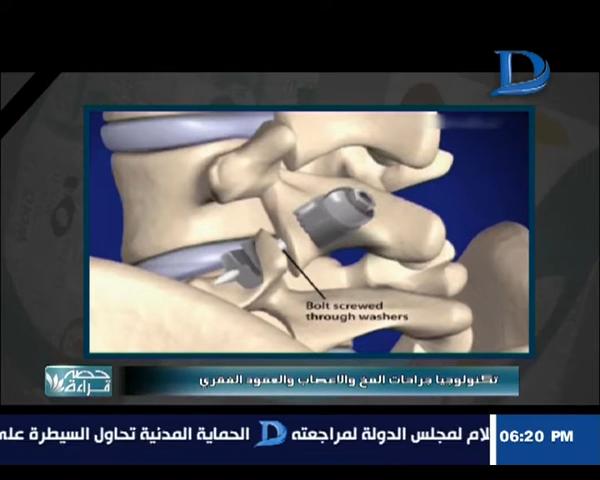 Bolt screwed
through washers
حصة
قراءة
تكنولوجيا جراحات المخ والاعصاب والعمود الفقري
لام لمجلس الدولة لمراجعته
الحماية المدنية تحاول السيطرة على
06:20 PM